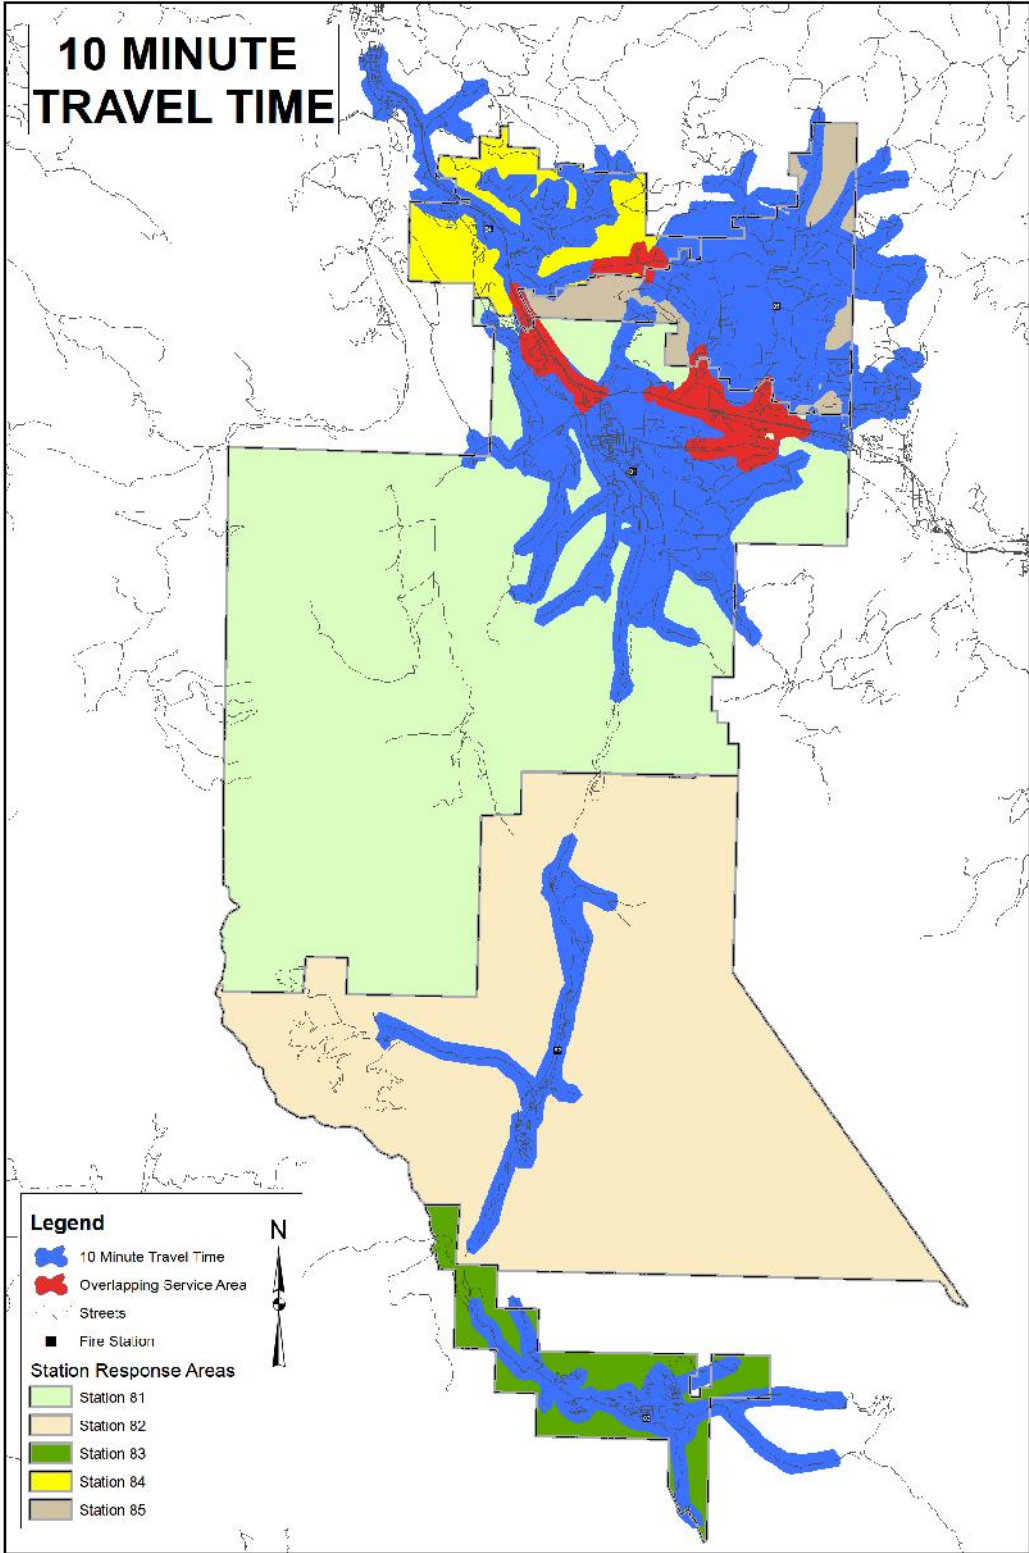 10 MINUTE
TRAVEL TIME
Legend
N
10 Minute Travel Time
Overlapping Service Area
Streets
Fire Station
Station Response Areas
Station 81
Station 82
Station 83
Station 84
Station 85